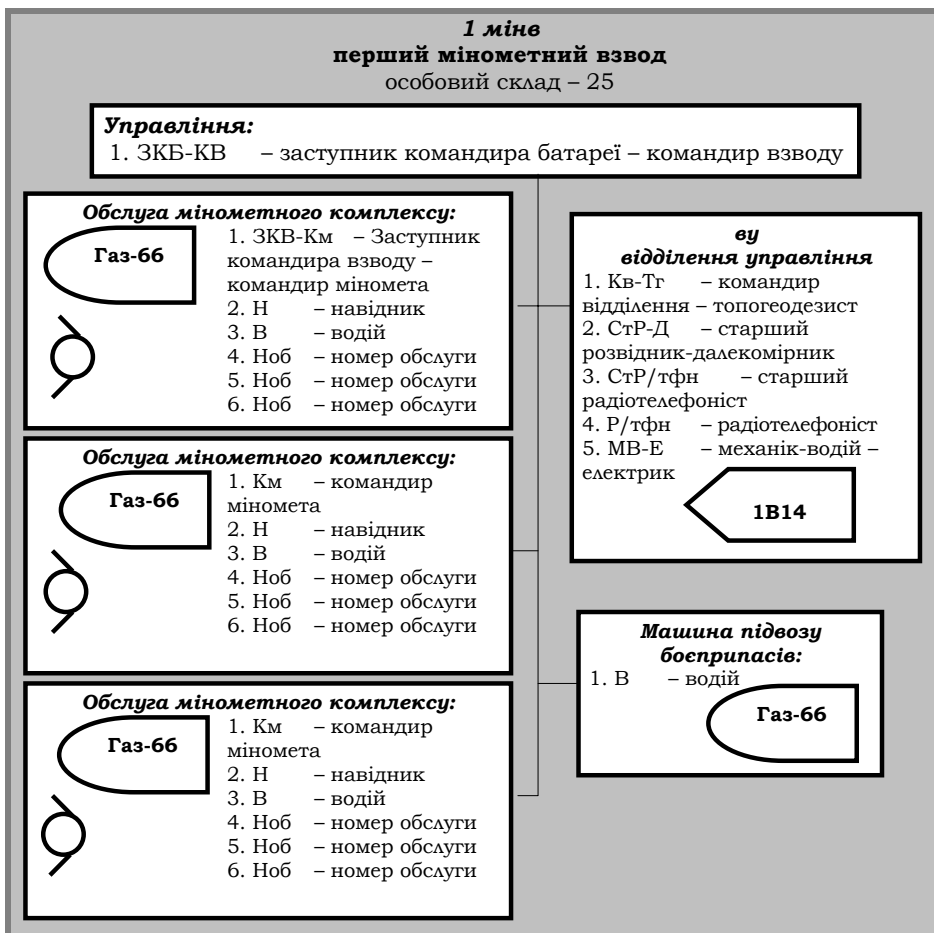 1 мінв
перший мінометний взвод
особовий склад – 25
Управління:
1. ЗКБ-КВ – заступник командира батареї – командир взводу
Обслуга мінометного комплексу:
Газ-66
1. ЗКВ-Км – Заступник
командира взводу –
командир міномета
2. Н – навідник
3. В – водій
4. Ноб – номер обслуги
5. Ноб – номер обслуги
6. Ноб – номер обслуги
Обслуга мінометного комплексу:
Газ-66
1. Км – командир
міномета
2. Н – навідник
3. В – водій
4. Ноб – номер обслуги
5. Ноб – номер обслуги
6. Ноб – номер обслуги
Обслуга мінометного комплексу:
Газ-66
1. Км – командир
міномета
2. Н – навідник
3. В – водій
4. Ноб – номер обслуги
5. Ноб – номер обслуги
6. Ноб – номер обслуги
ву
відділення управління
1. Кв-Тг – командир
відділення – топогеодезист
2. СтР-Д – старший
розвідник-далекомірник
3. СтР/тфн – старший
радіотелефоніст
4. Р/тфн – радіотелефоніст
5. МВ-Е – механік-водій –
електрик
1В14
Машина підвозу
боєприпасів:
1. В – водій
Газ-66